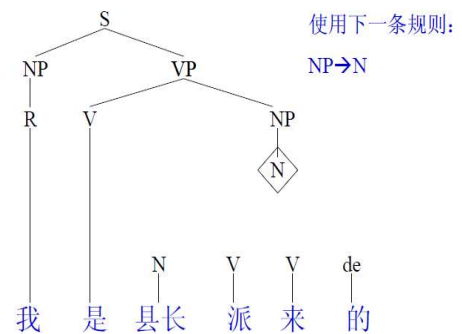 S
使用下一条规则:
NP VP
NP→N
R V NP
N
N V V de
我 是 县长 派 来 的